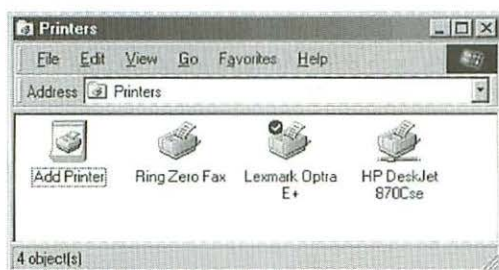 Printers
File Edit View Go Favorites Help
Address Printers
Add Printer Ring Zero Fax Lexmark Optra E+ HP DeskJet 870Cse
4 object(s)